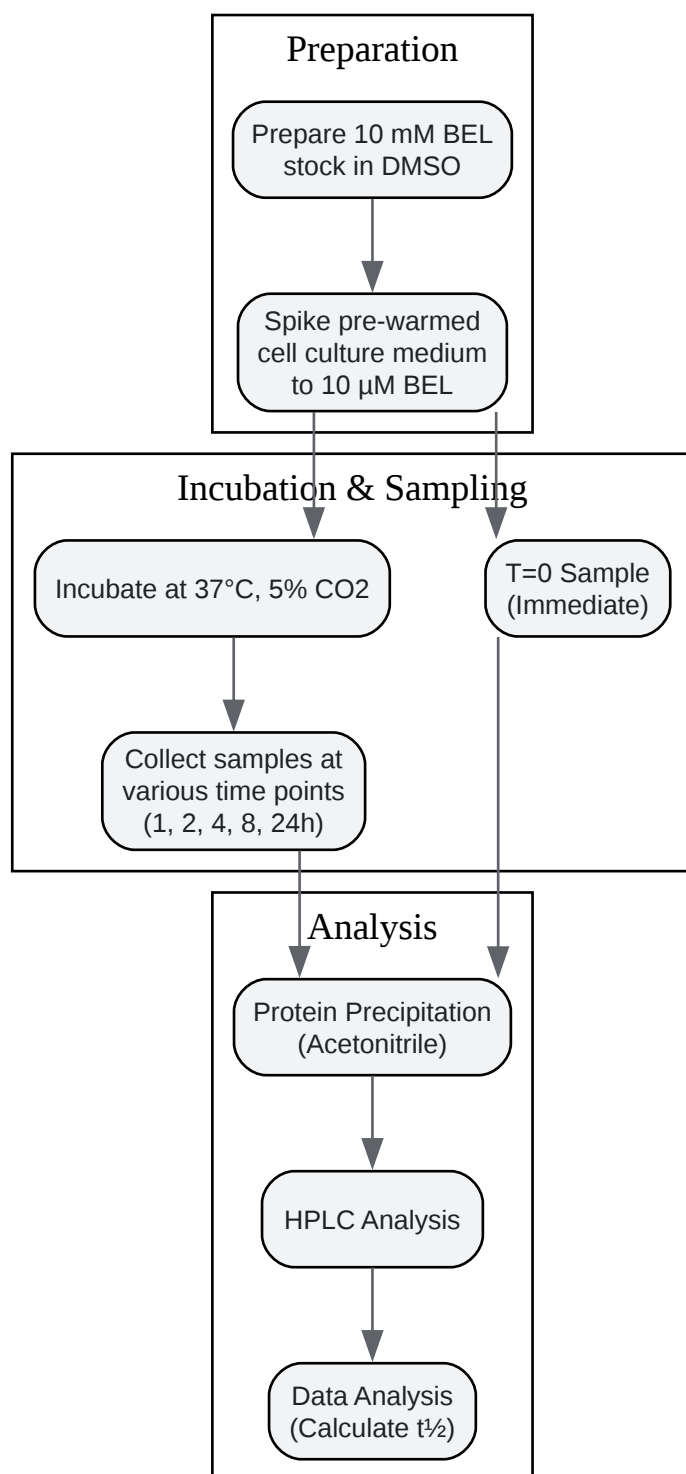 Preparation
Prepare 10 mM BEL
stock in DMSO
Spike pre-warmed
cell culture medium
to 10 µM BEL
Incubation & Sampling
Incubate at 37°C, 5% CO2
T=0 Sample
(Immediate)
Collect samples at
various time points
(1, 2, 4, 8, 24h)
Analysis
Protein Precipitation
(Acetonitrile)
HPLC Analysis
Data Analysis
(Calculate t½)